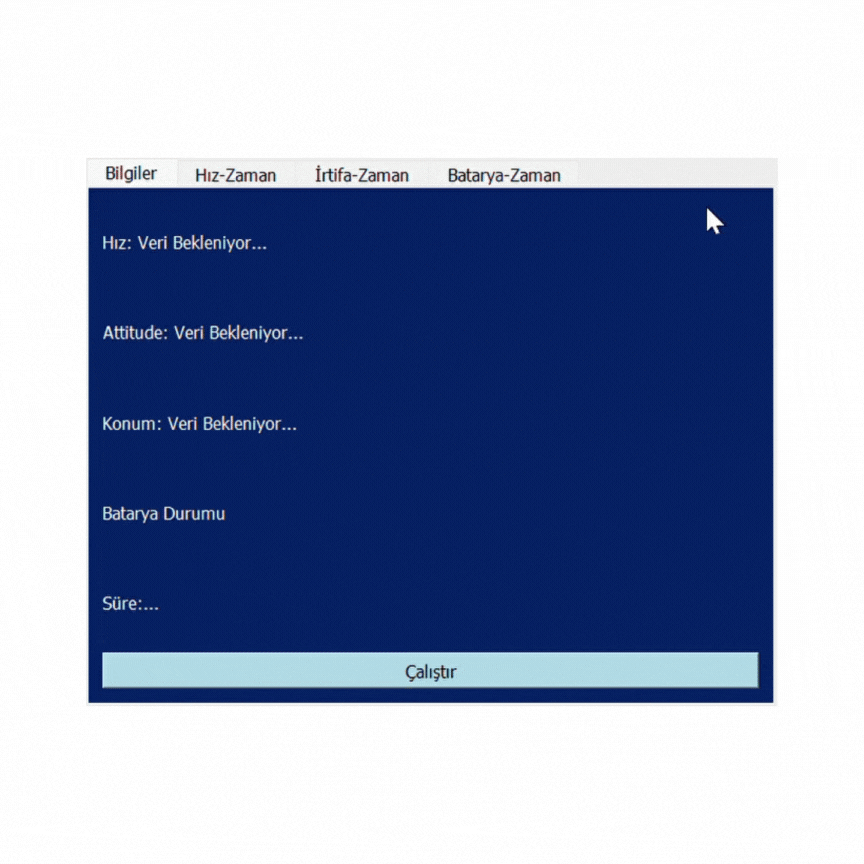 Bilgiler Hız-Zaman İrtifa-Zaman Batarya-Zaman
Hız: Veri Bekleniyor...
Attitude: Veri Bekleniyor...
Konum: Veri Bekleniyor...
Batarya Durumu
Süre:...
Çalıştır